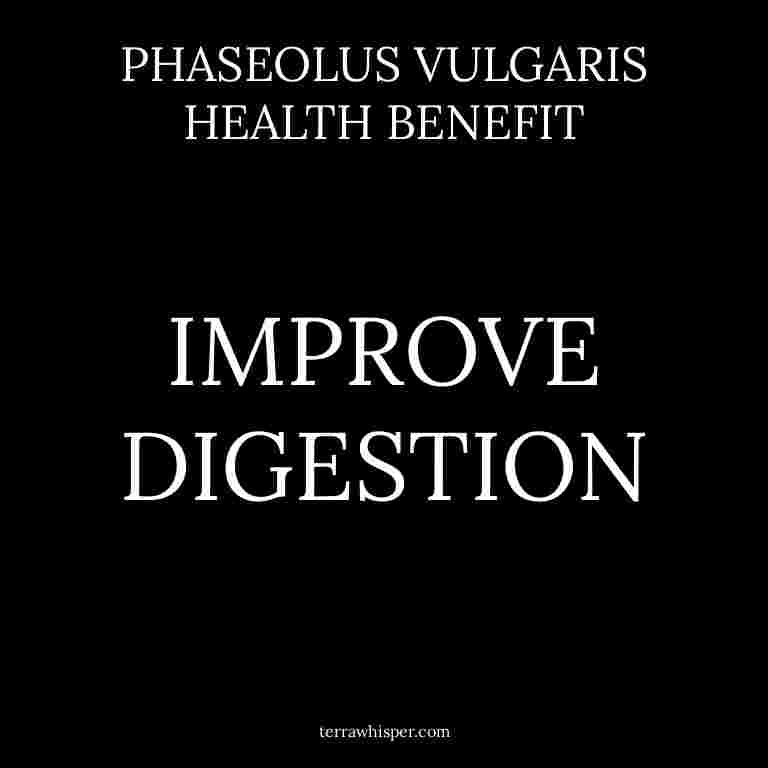 PHASEOLUS VULGARIS
HEALTH BENEFIT
IMPROVE
DIGESTION
terrawhisper.com